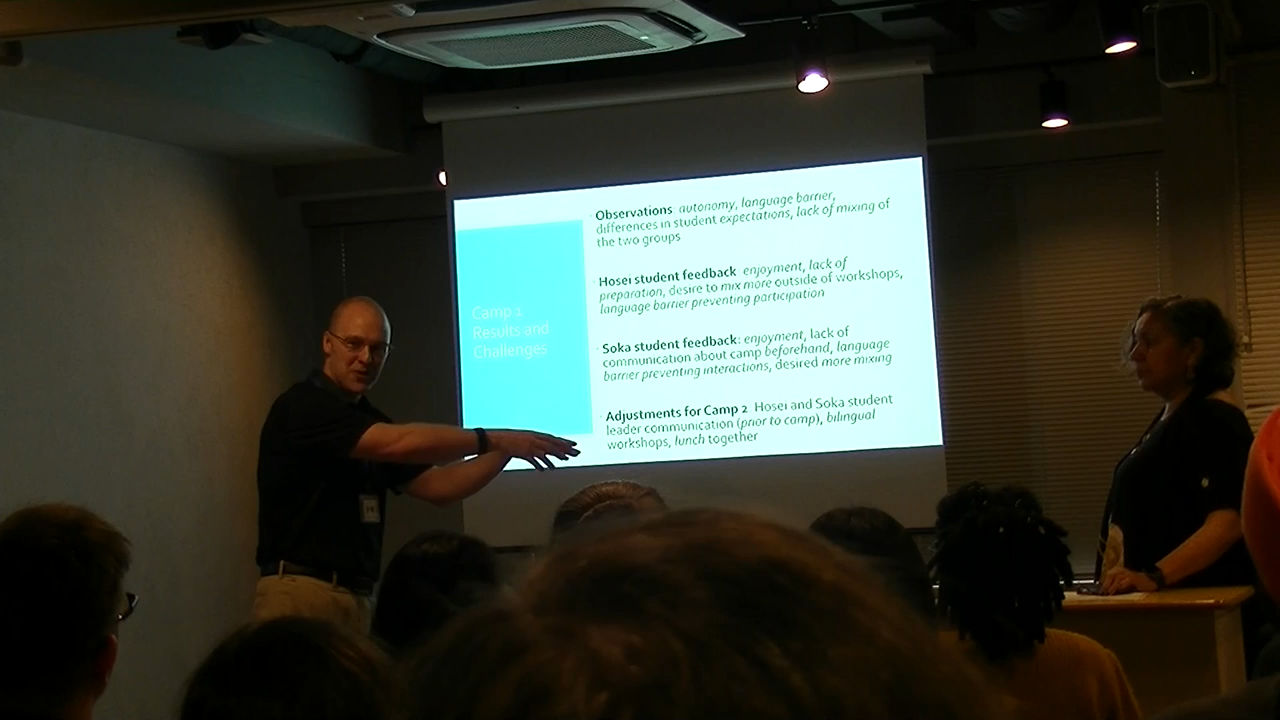 Camp 1
Results and
Challenges
Observations: autonomy, language barrier,
differences in student expectations, lack of mixing of
the two groups
Hosei student feedback: enjoyment, lack of
preparation, desire to mix more outside of workshops,
language barrier preventing participation
Soka student feedback: enjoyment, lack of
communication about camp beforehand, language
barrier preventing interactions, desired more mixing
Adjustments for Camp 2: Hosei and Soka student
leader communication (prior to camp), bilingual
workshops, lunch together